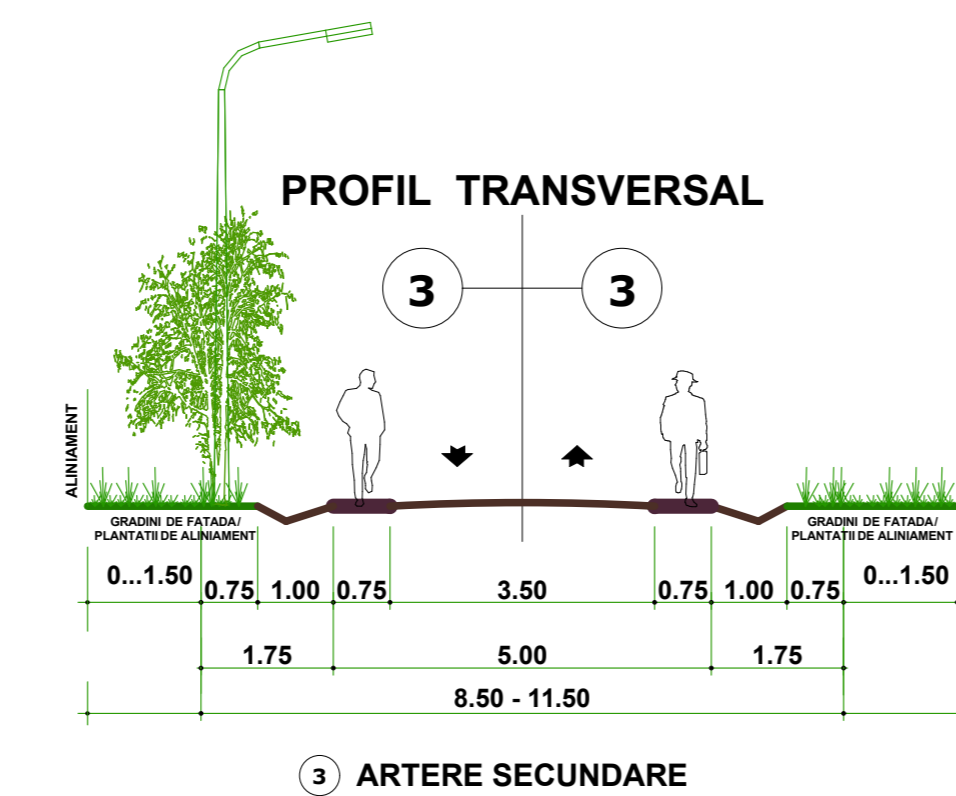 PROFIL TRANSVERSAL
3 3
ALINIAMENT
GRADINI DE FATADA/
PLANTATII DE ALINIAMENT
GRADINI DE FATADA/
PLANTATII DE ALINIAMENT
0...1.50 0.75 1.00 0.75 3.50 0.75 1.00 0.75 0...1.50
1.75 5.00 1.75
8.50 - 11.50
3 ARTERE SECUNDARE